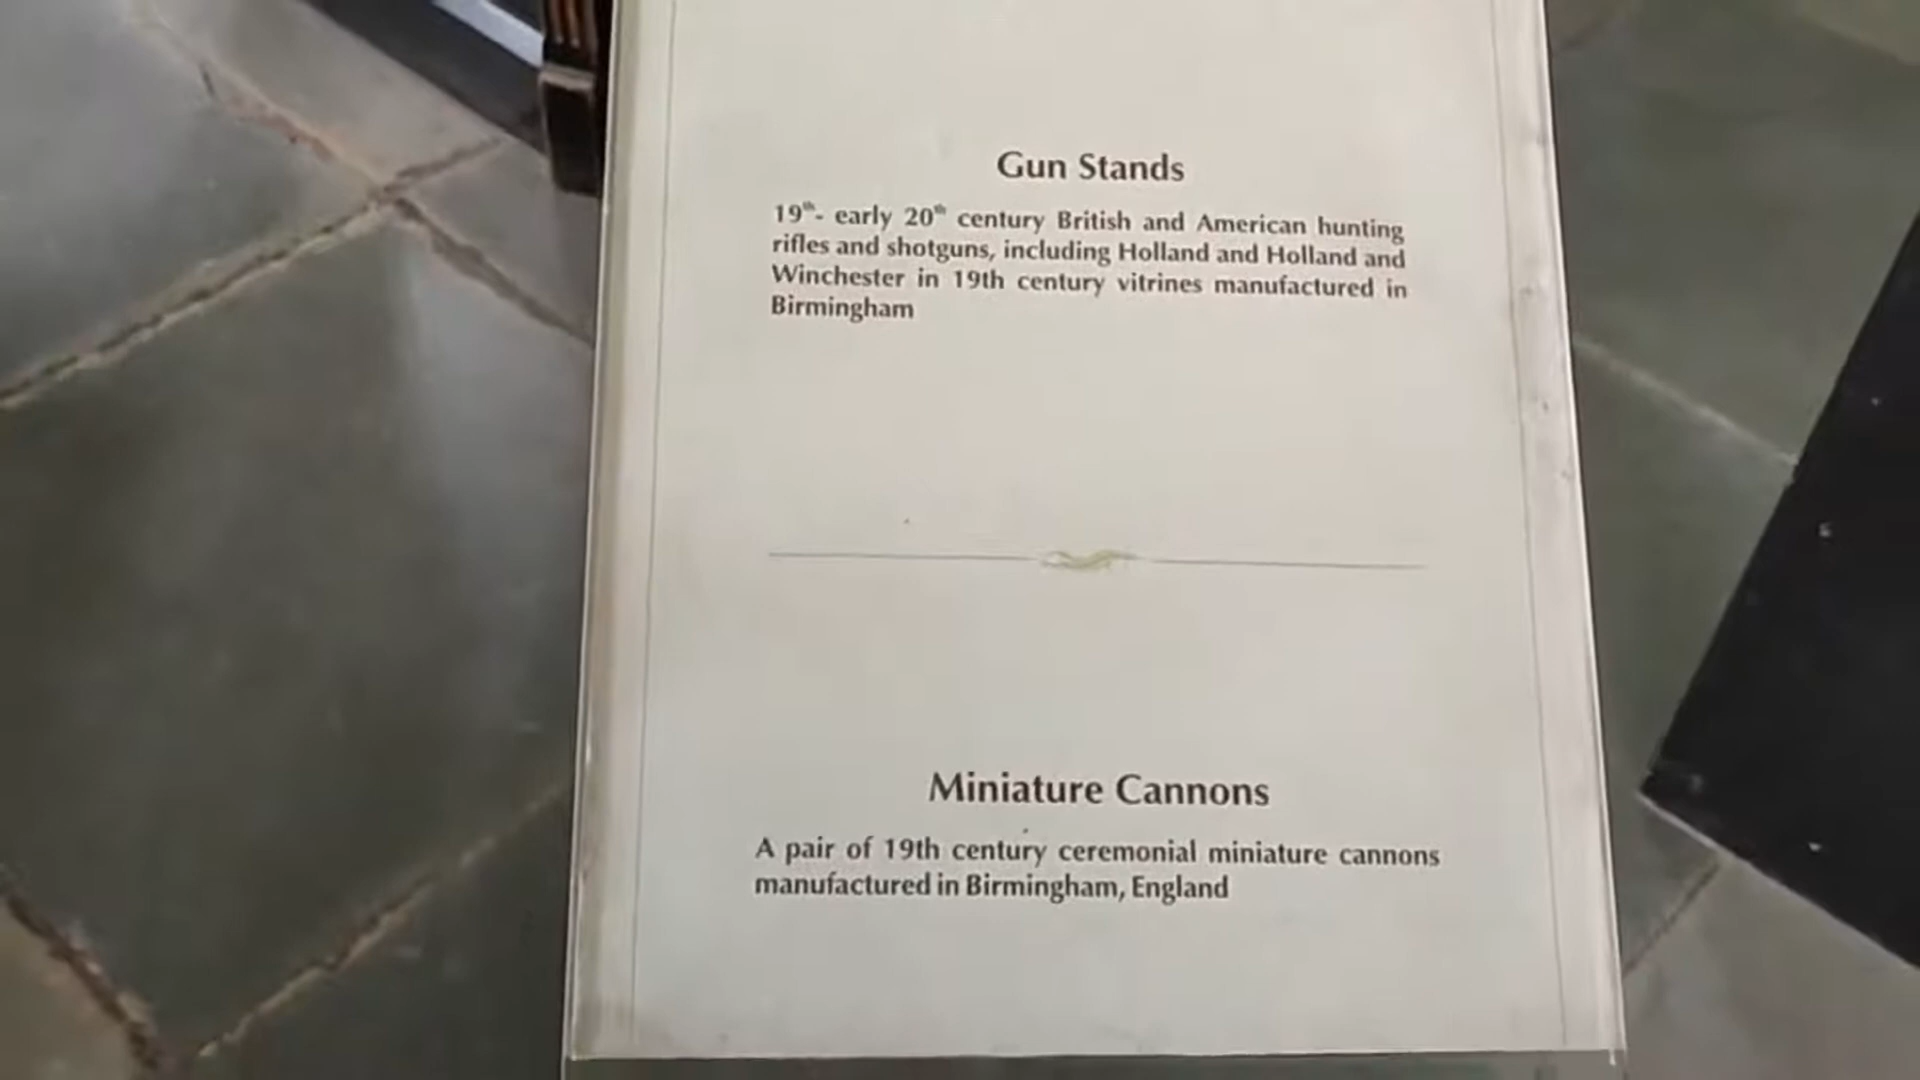 Gun Stands
19th- early 20th century British and American hunting
rifles and shotguns, including Holland and Holland and
Winchester in 19th century vitrines manufactured in
Birmingham
Miniature Cannons
A pair of 19th century ceremonial miniature cannons
manufactured in Birmingham, England